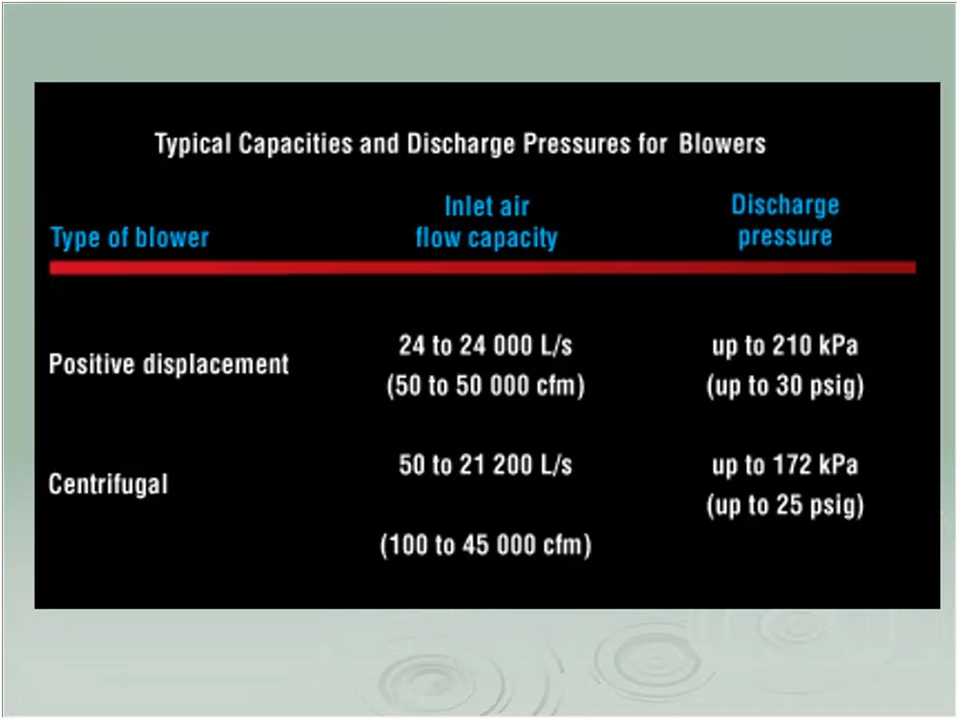 Typical Capacities and Discharge Pressures for Blowers
Type of blower
Inlet air
flow capacity
Discharge
pressure
Positive displacement
24 to 24 000 L/s
(50 to 50 000 cfm)
up to 210 kPa
(up to 30 psig)
Centrifugal
50 to 21 200 L/s
(100 to 45 000 cfm)
up to 172 kPa
(up to 25 psig)